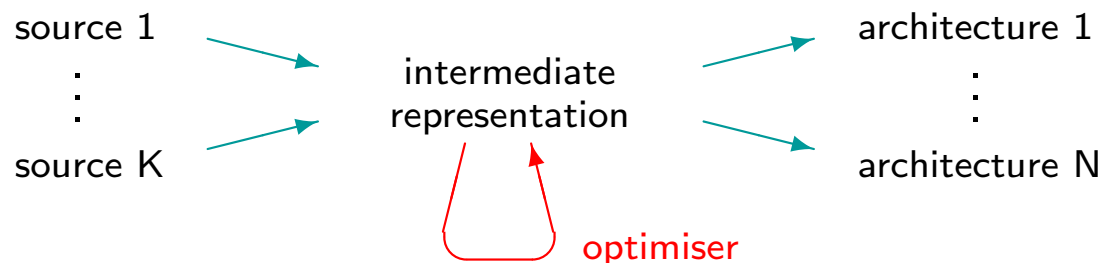 source 1
⋮
source K
intermediate
representation
architecture 1
⋮
architecture N
optimiser